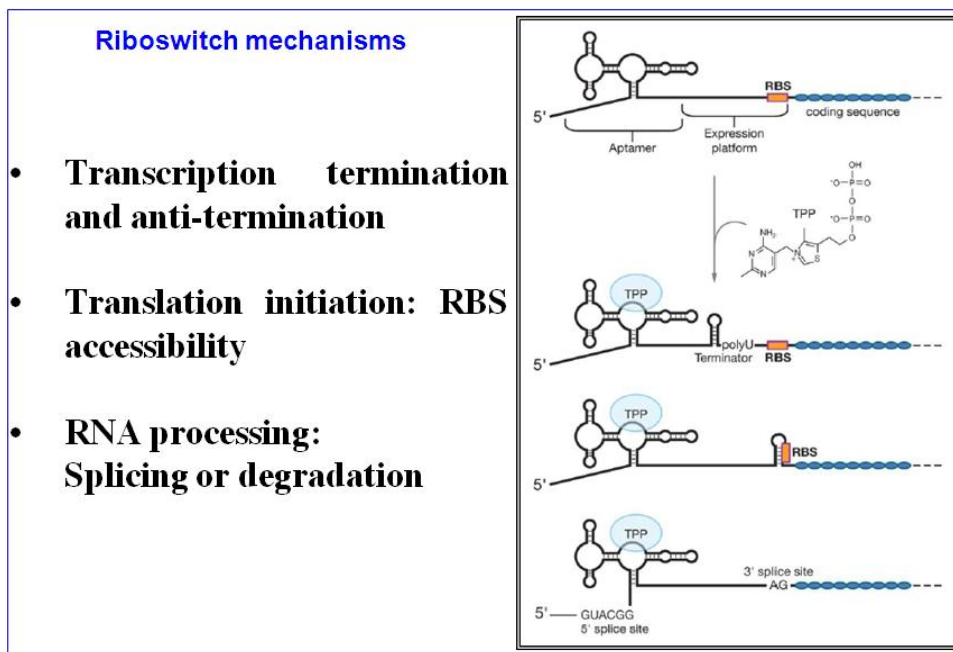 Riboswitch mechanisms
• Transcription termination
and anti-termination
• Translation initiation: RBS
accessibility
• RNA processing:
Splicing or degradation
RBS
5'
coding sequence
Aptamer
Expression
platform
OH
⁻O–P=O
O
⁻O–P=O
O
TPP
NH₂
N
N
N
+
S
TPP
polyU
Terminator
RBS
5'
TPP
RBS
5'
TPP
3' splice site
AG
5'
GUACGG
5' splice site